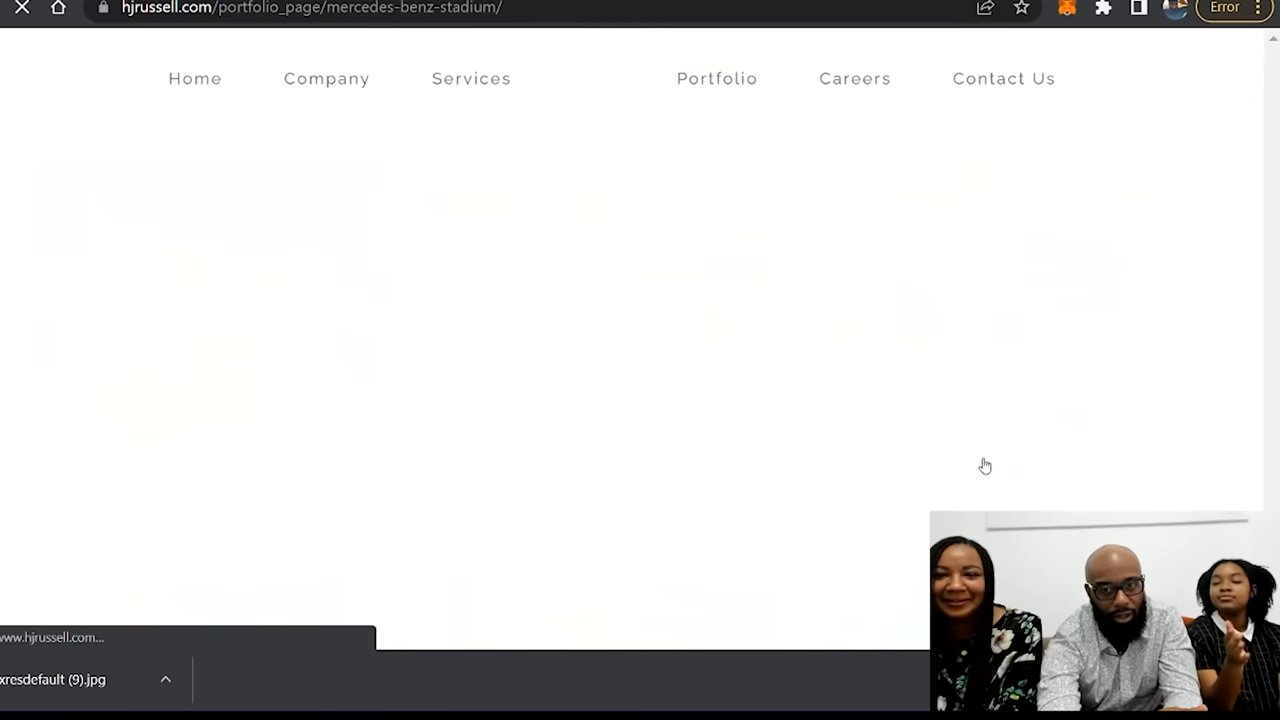 hjrussell.com/portfolio_page/mercedes-benz-stadium/
Error
Home
Company
Services
Portfolio
Careers
Contact Us
www.hjrussell.com...
xresdefault (9).jpg